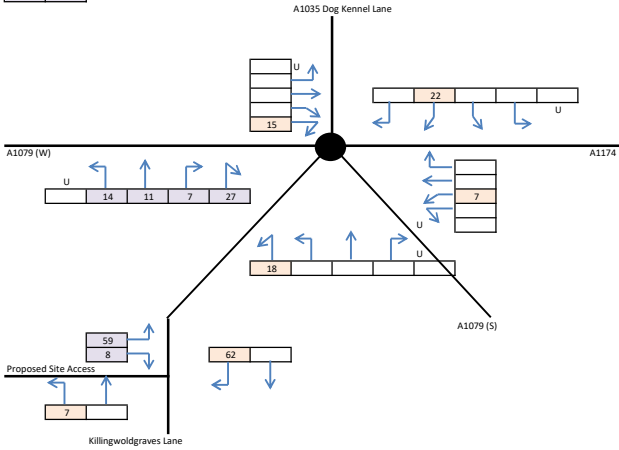 A1035 Dog Kennel Lane
U
15
22
U
A1079 (W)
A1174
U
14 11 7 27
7
U
U
18
A1079 (S)
59
8
62
Proposed Site Access
7
Killingwoldgraves Lane